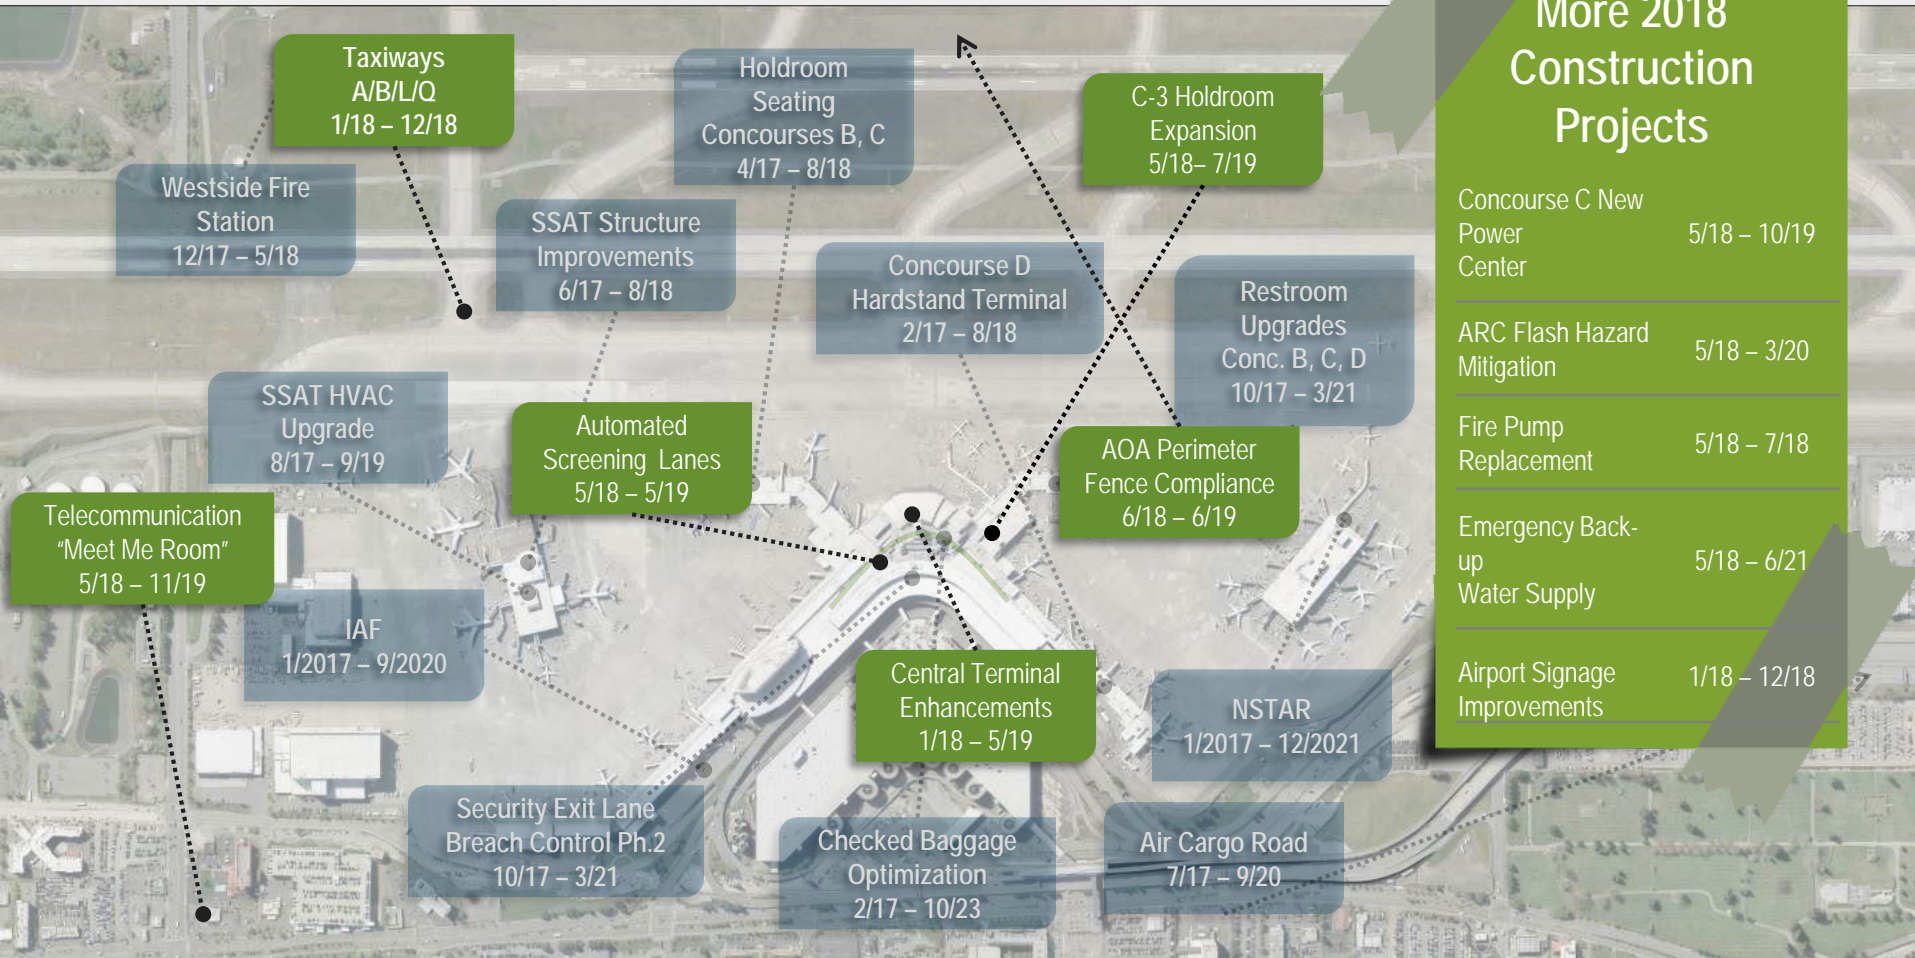 Taxiways
A/B/L/Q
1/18 – 12/18
Holdroom
Seating
Concourses B, C
4/17 – 8/18
C-3 Holdroom
Expansion
5/18– 7/19
Westside Fire
Station
12/17 – 5/18
SSAT Structure
Improvements
6/17 – 8/18
Concourse D
Hardstand Terminal
2/17 – 8/18
Restroom
Upgrades
Conc. B, C, D
10/17 – 3/21
SSAT HVAC
Upgrade
8/17 – 9/19
Automated
Screening Lanes
5/18 – 5/19
AOA Perimeter
Fence Compliance
6/18 – 6/19
Telecommunication
“Meet Me Room”
5/18 – 11/19
IAF
1/2017 – 9/2020
Central Terminal
Enhancements
1/18 – 5/19
NSTAR
1/2017 – 12/2021
Security Exit Lane
Breach Control Ph.2
10/17 – 3/21
Checked Baggage
Optimization
2/17 – 10/23
Air Cargo Road
7/17 – 9/20
More 2018
Construction
Projects
Concourse C New
Power
Center
5/18 – 10/19
ARC Flash Hazard
Mitigation
5/18 – 3/20
Fire Pump
Replacement
5/18 – 7/18
Emergency Back-
up
Water Supply
5/18 – 6/21
Airport Signage
Improvements
1/18 – 12/18